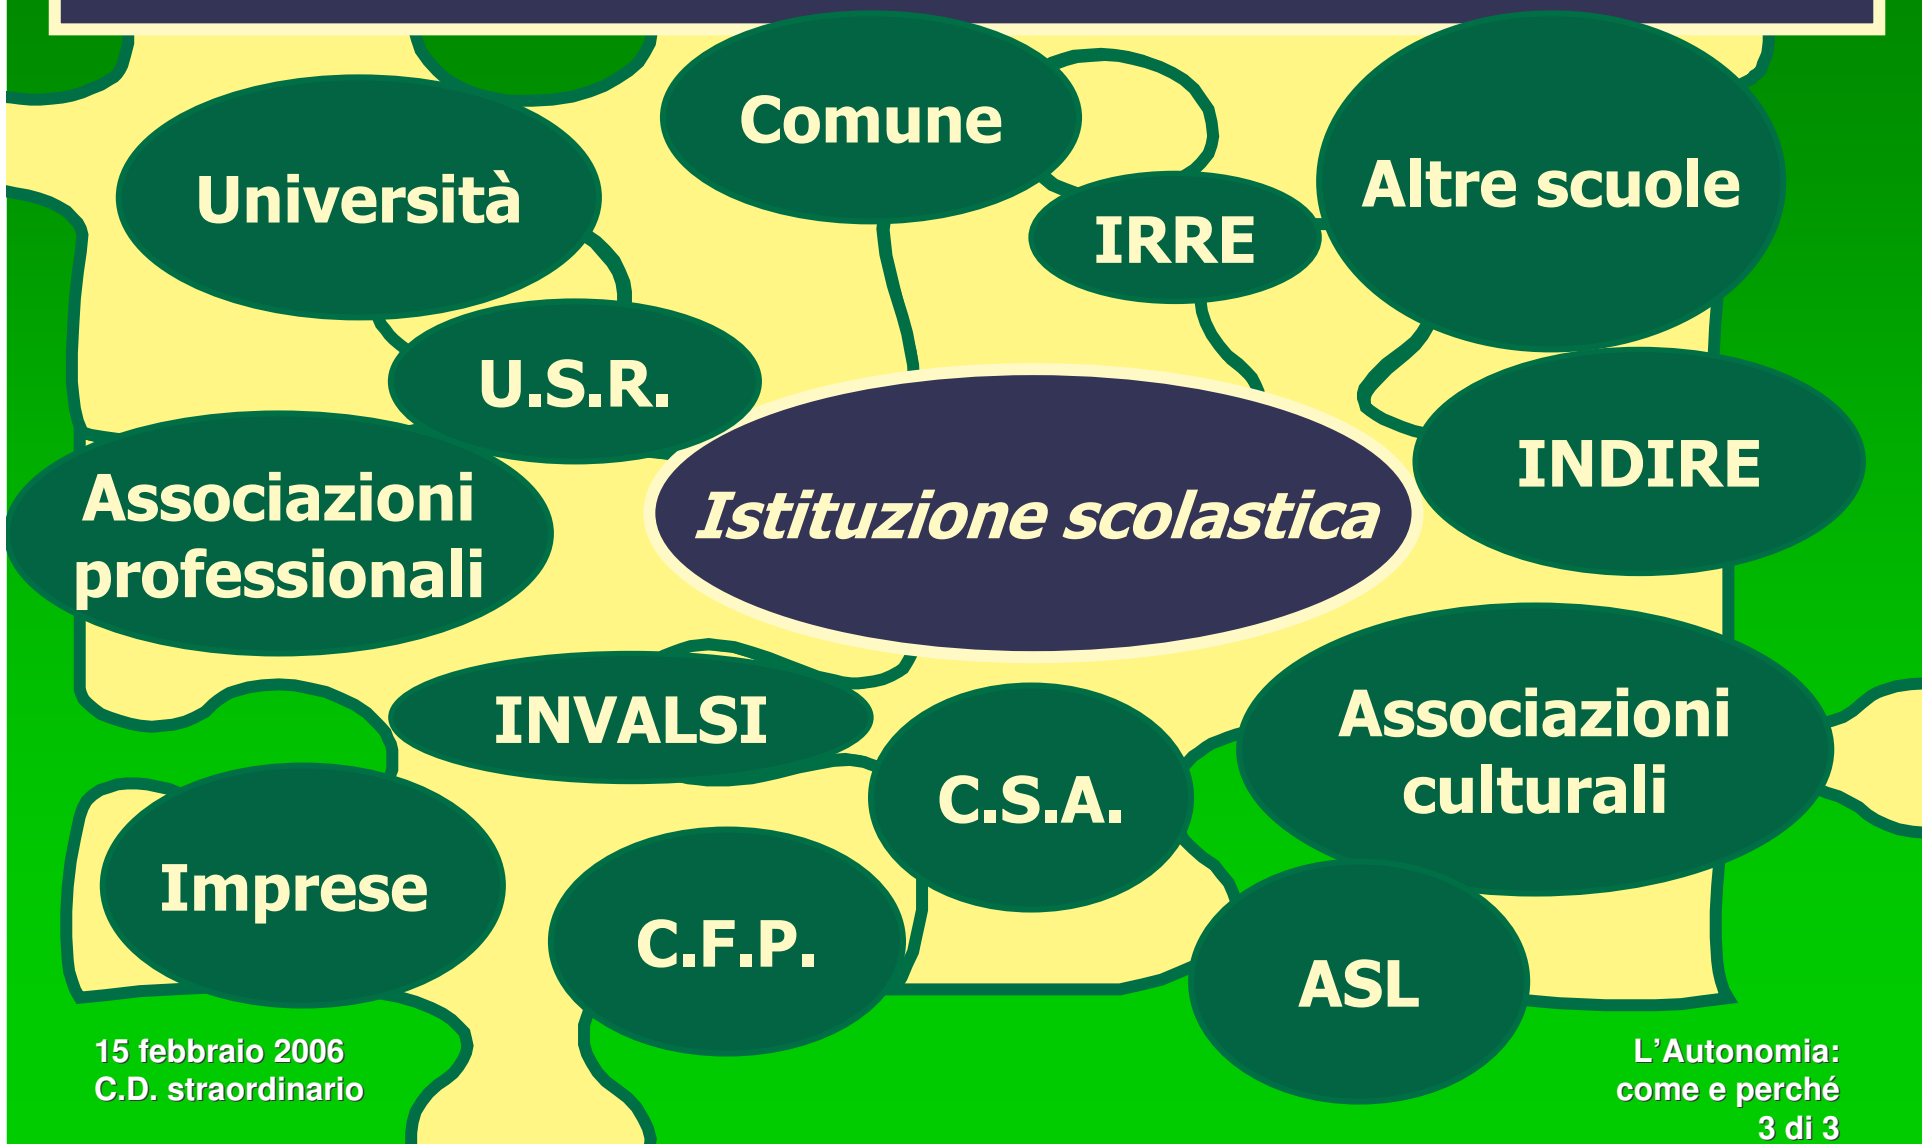 Comune
Altre scuole
Università
IRRE
U.S.R.
INDIRE
Associazioni
professionali
Istituzione scolastica
INVALSI
Associazioni
culturali
C.S.A.
Imprese
C.F.P.
ASL
15 febbraio 2006
C.D. straordinario
L’Autonomia:
come e perché
3 di 3